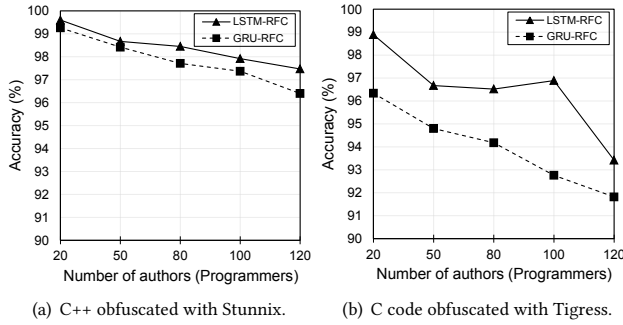 100
99
98
97
96
95
94
93
92
91
90
Accuracy (%)
LSTM-RFC
GRU-RFC
20 50 80 100 120
Number of authors (Programmers)
(a) C++ obfuscated with Stunnix.
100
99
98
97
96
95
94
93
92
91
90
Accuracy (%)
LSTM-RFC
GRU-RFC
20 50 80 100 120
Number of authors (Programmers)
(b) C code obfuscated with Tigress.